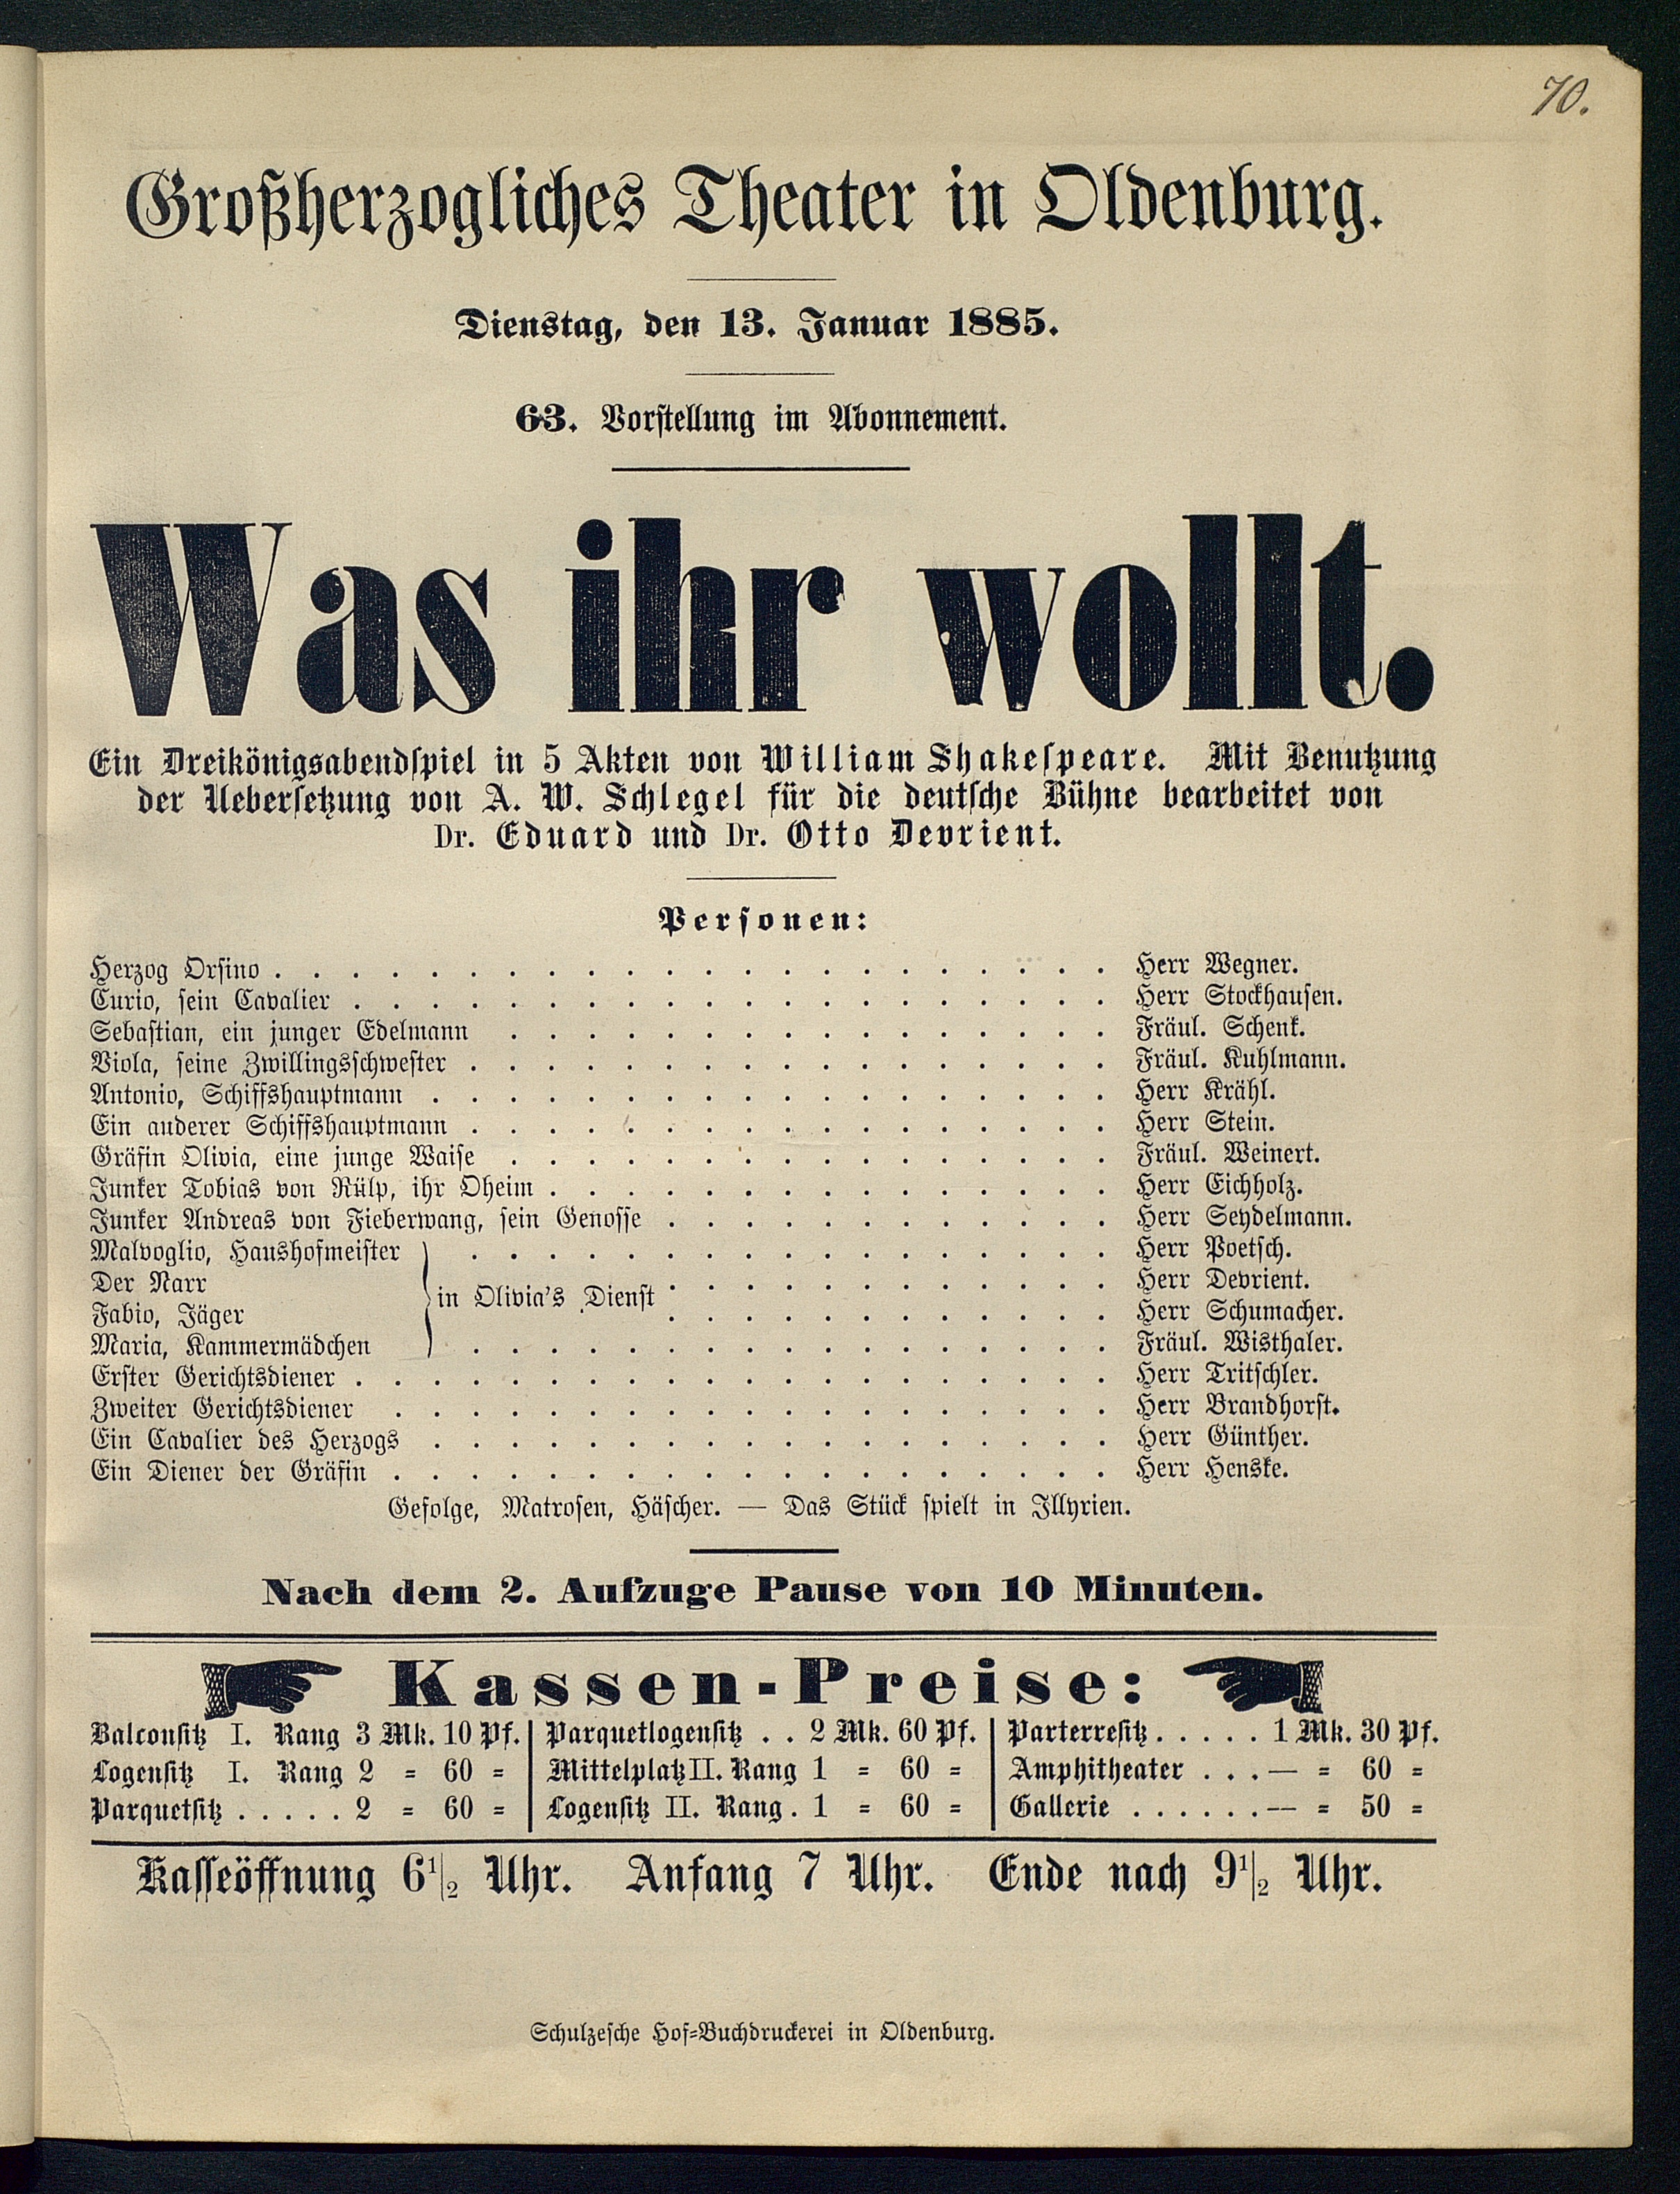 70.
Großherzogliches Theater in Oldenburg.
Dienstag, den 13. Januar 1885.
63. Vorstellung im Abonnement.
Was ihr wollt.
Ein Dreikönigsabendspiel in 5 Akten von William Shakespeare. Mit Benutzung
der Uebersetzung von A. W. Schlegel für die deutsche Bühne bearbeitet von
Dr. Eduard und Dr. Otto Devrient.
Personen:
Herzog Orsino . . . . . . . . . . . . . . . . . . . . . . Herr Wegner.
Curio, sein Cavalier . . . . . . . . . . . . . . . . . . . . Herr Stockhausen.
Sebastian, ein junger Edelmann . . . . . . . . . . . . . . . . Fräul. Schenk.
Viola, seine Zwillingsschwester . . . . . . . . . . . . . . . . . Fräul. Kuhlmann.
Antonio, Schiffshauptmann . . . . . . . . . . . . . . . . . . Herr Krähl.
Ein anderer Schiffshauptmann . . . . . . . . . . . . . . . . . Herr Stein.
Gräfin Olivia, eine junge Waise . . . . . . . . . . . . . . . . Fräul. Weinert.
Junker Tobias von Rülp, ihr Oheim . . . . . . . . . . . . . . . Herr Eichholz.
Junker Andreas von Fieberwang, sein Genosse . . . . . . . . . . . . Herr Seydelmann.
Malvoglio, Haushofmeister . . . . . . . . . . . . . . . . . Herr Poetsch.
Der Narr . . . . . . . . . . . . Herr Devrient.
in Olivia's Dienst
Fabio, Jäger . . . . . . . . . . . . Herr Schumacher.
Maria, Kammermädchen . . . . . . . . . . . . . . . . . Fräul. Wisthaler.
Erster Gerichtsdiener . . . . . . . . . . . . . . . . . . . . Herr Tritschler.
Zweiter Gerichtsdiener . . . . . . . . . . . . . . . . . . . Herr Brandhorst.
Ein Cavalier des Herzogs . . . . . . . . . . . . . . . . . . Herr Günther.
Ein Diener der Gräfin . . . . . . . . . . . . . . . . . . . Herr Henske.
Gefolge, Matrosen, Häscher. — Das Stück spielt in Illyrien.
Nach dem 2. Aufzuge Pause von 10 Minuten.
Kassen-Preise:
Balconsitz I. Rang 3 Mk. 10 Pf. Parquetlogensitz . . 2 Mk. 60 Pf. Parterresitz . . . . . 1 Mk. 30 Pf.
Logensitz I. Rang 2 = 60 = Mittelplatz II. Rang 1 = 60 = Amphitheater . . . — = 60 =
Parquetsitz . . . . . 2 = 60 = Logensitz II. Rang . 1 = 60 = Gallerie . . . . . . — = 50 =
Kasseöffnung 6 1/2 Uhr. Anfang 7 Uhr. Ende nach 9 1/2 Uhr.
Schulzesche Hof=Buchdruckerei in Oldenburg.